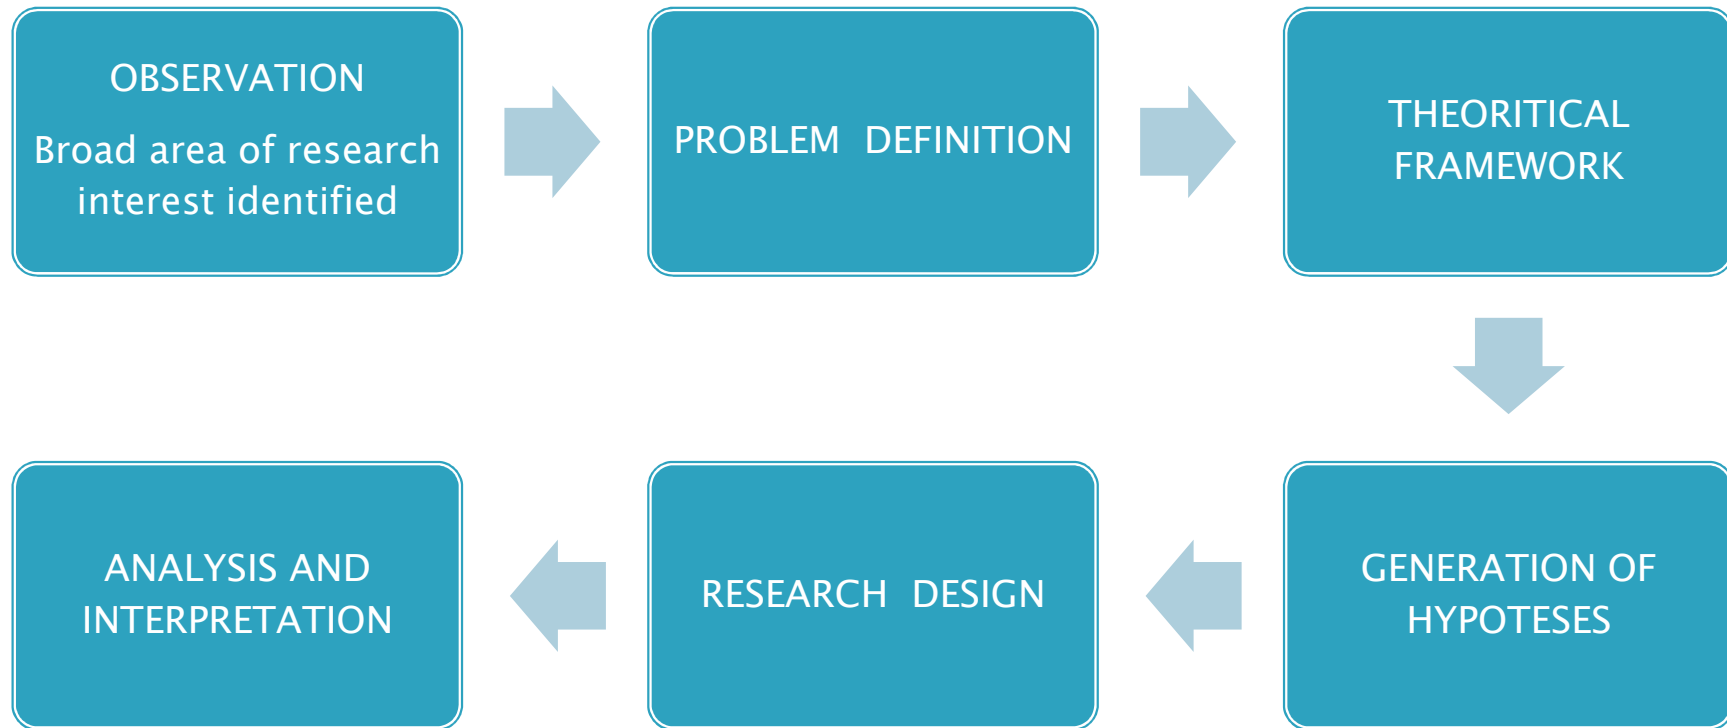 OBSERVATION
Broad area of research
interest identified
PROBLEM  DEFINITION
THEORITICAL
FRAMEWORK
GENERATION OF
HYPOTESES
RESEARCH  DESIGN
ANALYSIS AND
INTERPRETATION